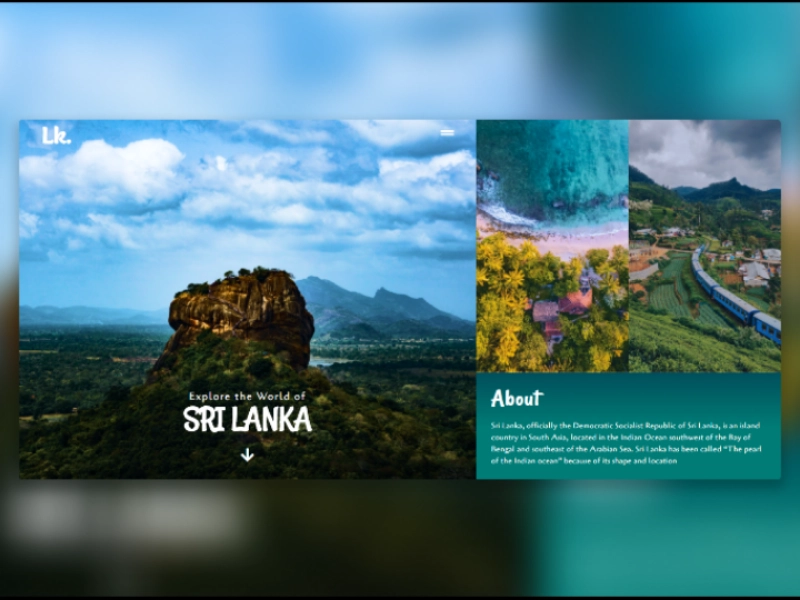 Lk.
Explore the World of
SRI LANKA
About
Sri Lanka, officially the Democratic Socialist Republic of Sri Lanka, is an island
country in South Asia, located in the Indian Ocean southwest of the Bay of
Bengal and southeast of the Arabian Sea. Sri Lanka has been called "The pearl
of the Indian ocean" because of its shape and location